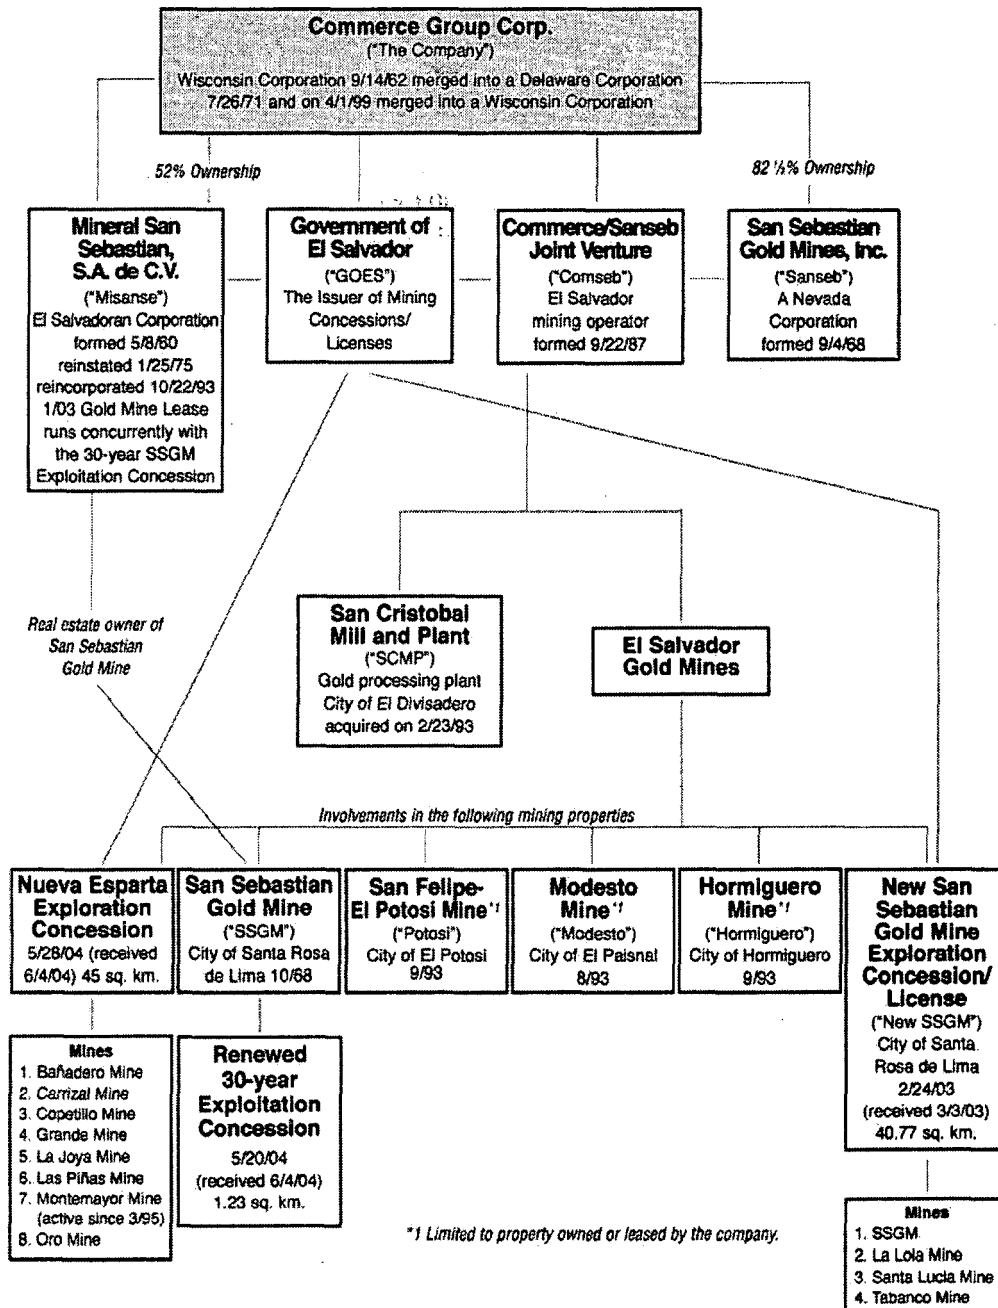 Commerce Group Corp.
("The Company")
Wisconsin Corporation 9/14/62 merged into a Delaware Corporation
7/26/71 and on 4/1/99 merged into a Wisconsin Corporation
52% Ownership
82 ½% Ownership
Mineral San
Sebastian,
S.A. de C.V.
("Misanse")
El Salvadoran Corporation
formed 5/8/60
reinstated 1/25/75
reincorporated 10/22/93
1/03 Gold Mine Lease
runs concurrently with
the 30-year SSGM
Exploitation Concession
Government of
El Salvador
("GOES")
The Issuer of Mining
Concessions/
Licenses
Commerce/Sanseb
Joint Venture
("Comseb")
El Salvador
mining operator
formed 9/22/87
San Sebastian
Gold Mines, Inc.
("Sanseb")
A Nevada
Corporation
formed 9/4/68
Real estate owner of
San Sebastian
Gold Mine
San Cristobal
Mill and Plant
("SCMP")
Gold processing plant
City of El Divisadero
acquired on 2/23/93
El Salvador
Gold Mines
Involvements in the following mining properties
Nueva Esparta
Exploration
Concession
5/28/04 (received
6/4/04) 45 sq. km.
San Sebastian
Gold Mine
("SSGM")
City of Santa Rosa
de Lima 10/68
San Felipe-
El Potosi Mine*1
("Potosi")
City of El Potosi
9/93
Modesto
Mine*1
("Modesto")
City of El Paisnal
8/93
Hormiguero
Mine*1
("Hormiguero")
City of Hormiguero
9/93
New San
Sebastian
Gold Mine
Exploration
Concession/
License
("New SSGM")
City of Santa
Rosa de Lima
2/24/03
(received 3/3/03)
40.77 sq. km.
Mines
1. Bañadero Mine
2. Carrizal Mine
3. Copetillo Mine
4. Grande Mine
5. La Joya Mine
6. Las Piñas Mine
7. Montemayor Mine
(active since 3/95)
8. Oro Mine
Renewed
30-year
Exploitation
Concession
5/20/04
(received 6/4/04)
1.23 sq. km.
*1 Limited to property owned or leased by the company.
Mines
1. SSGM
2. La Lola Mine
3. Santa Lucia Mine
4. Tabanco Mine